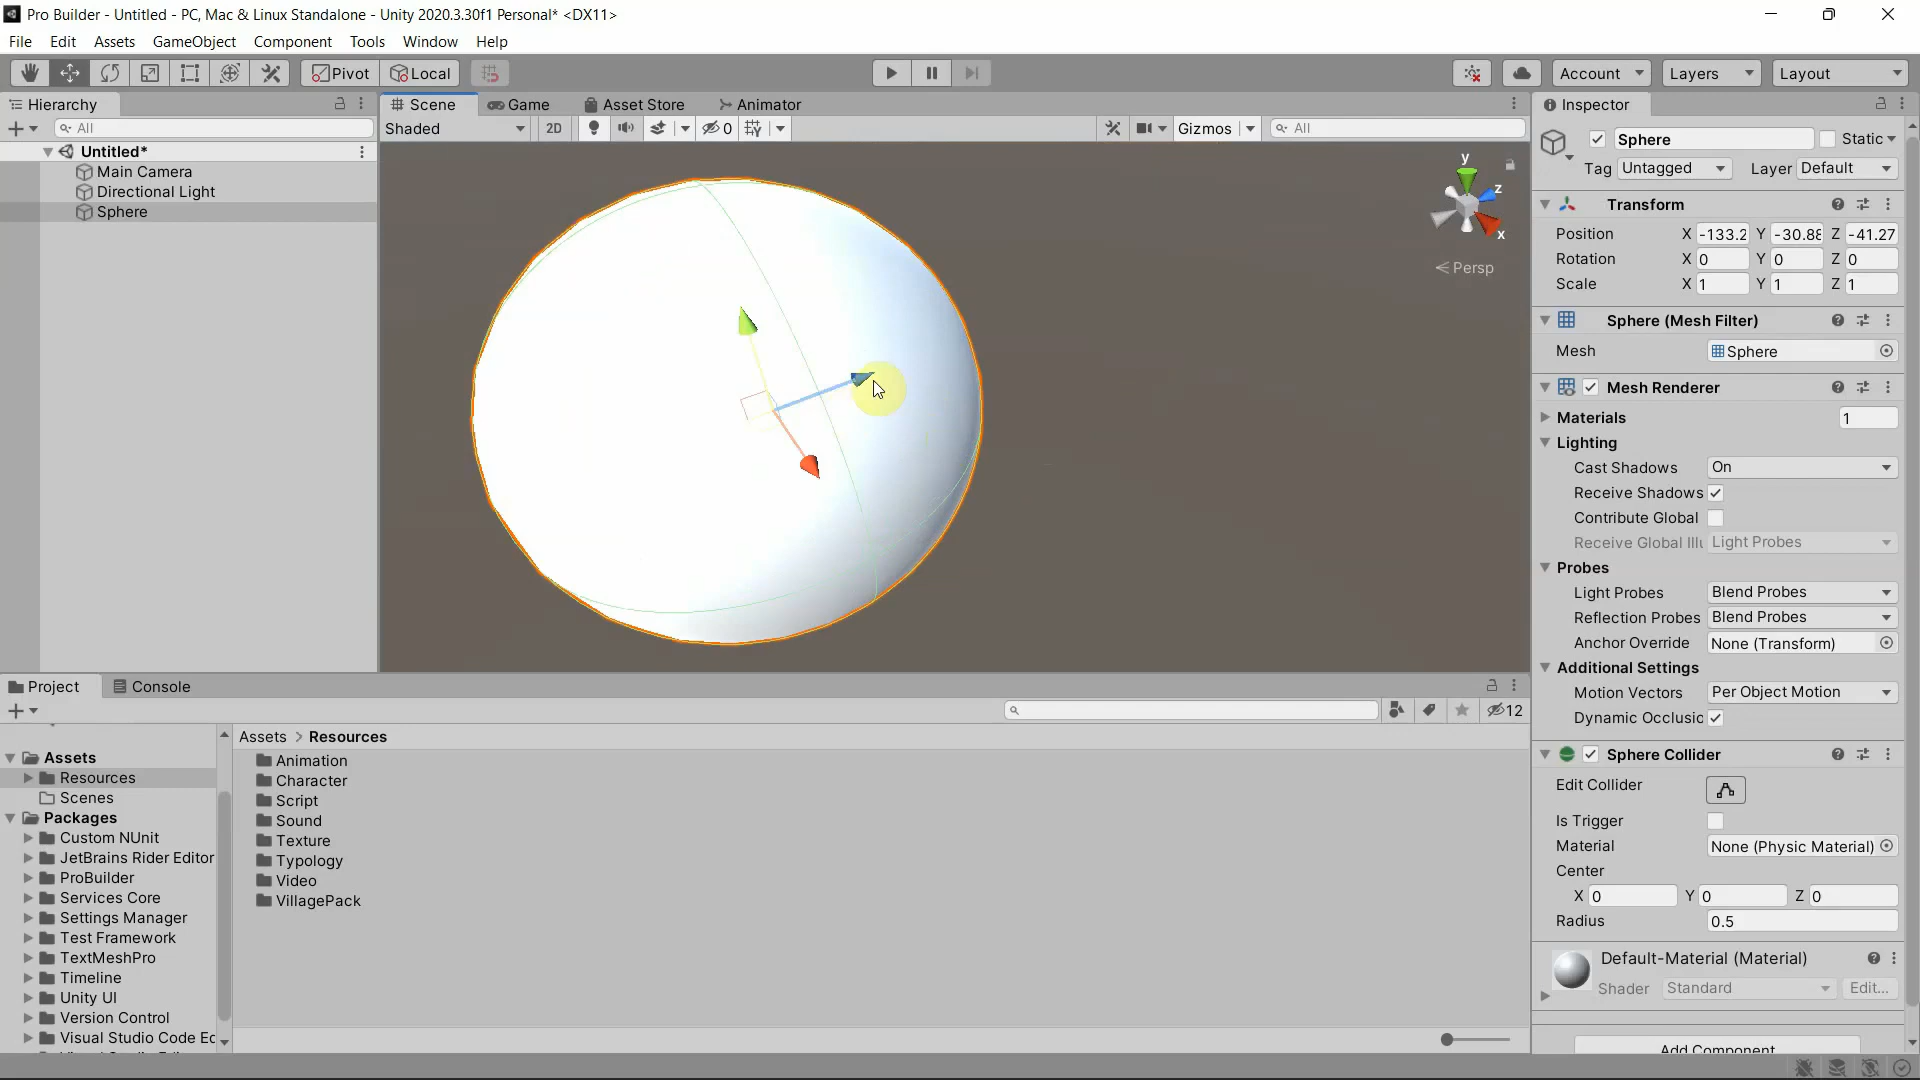 Pro Builder - Untitled - PC, Mac & Linux Standalone - Unity 2020.3.30f1 Personal* <DX11>
File Edit Assets GameObject Component Tools Window Help
Pivot Local Account Layers Layout
Hierarchy
All
Untitled*
Main Camera
Directional Light
Sphere
Scene Game Asset Store Animator
Shaded 2D 0 Gizmos All
y
z
x
Persp
Inspector
Sphere Static
Tag Untagged Layer Default
Transform
Position X -133.2 Y -30.88 Z -41.27
Rotation X 0 Y 0 Z 0
Scale X 1 Y 1 Z 1
Sphere (Mesh Filter)
Mesh Sphere
Mesh Renderer
Materials 1
Lighting
Cast Shadows On
Receive Shadows
Contribute Global
Receive Global Illu Light Probes
Probes
Light Probes Blend Probes
Reflection Probes Blend Probes
Anchor Override None (Transform)
Additional Settings
Motion Vectors Per Object Motion
Dynamic Occlusic
Sphere Collider
Edit Collider
Is Trigger
Material None (Physic Material)
Center
X 0 Y 0 Z 0
Radius 0.5
Default-Material (Material)
Shader Standard Edit...
Add Component
Project Console
12
Assets
Resources
Scenes
Packages
Custom NUnit
JetBrains Rider Editor
ProBuilder
Services Core
Settings Manager
Test Framework
TextMeshPro
Timeline
Unity UI
Version Control
Visual Studio Code Ec
Assets > Resources
Animation
Character
Script
Sound
Texture
Typology
Video
VillagePack